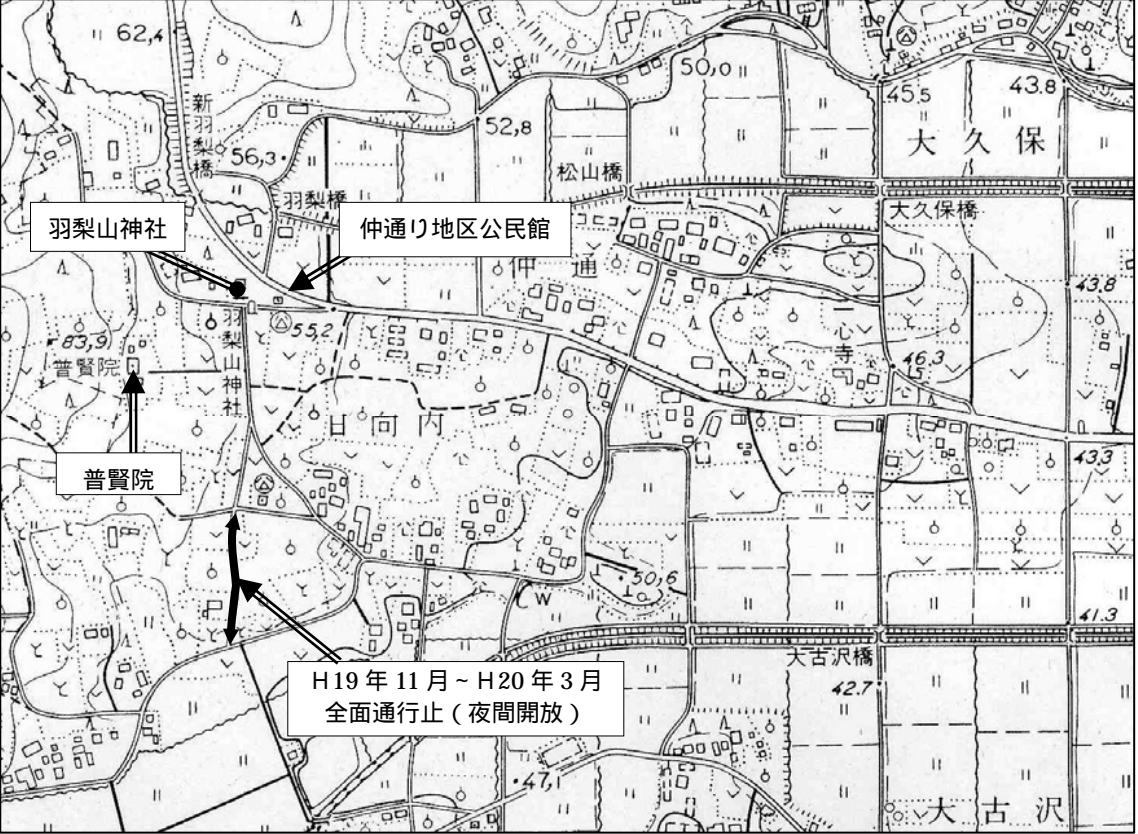 62,4
50,0
45.5
43.8
新羽梨橋
52,8
大久保
56,3
松山橋
羽梨橋
大久保橋
羽梨山神社
仲通り地区公民館
仲通
43,8
55,2
83,9
羽梨山神社
一心寺
普賢院
46.3
日向内
43,3
普賢院
50,6
W
41.3
H19年11月~H20年3月
全面通行止(夜間開放)
大古沢橋
42.7
47,1
大古沢